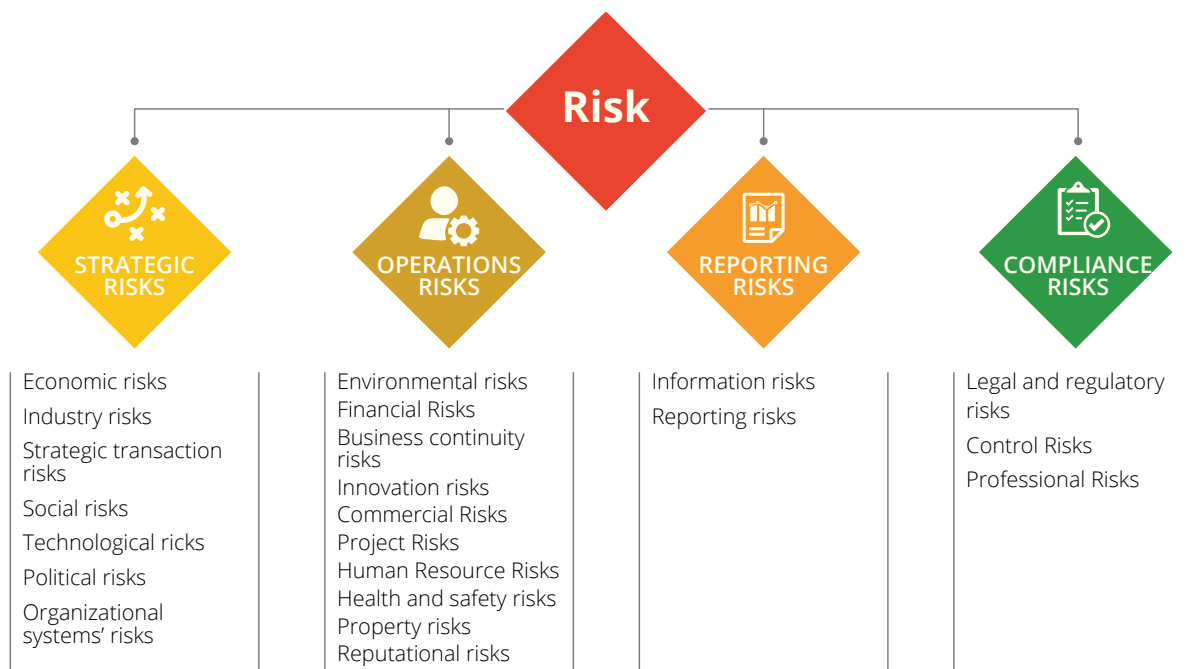 Risk
STRATEGIC
RISKS
Economic risks
Industry risks
Strategic transaction
risks
Social risks
Technological ricks
Political risks
Organizational
systems’ risks
OPERATIONS
RISKS
Environmental risks
Financial Risks
Business continuity
risks
Innovation risks
Commercial Risks
Project Risks
Human Resource Risks
Health and safety risks
Property risks
Reputational risks
REPORTING
RISKS
Information risks
Reporting risks
COMPLIANCE
RISKS
Legal and regulatory
risks
Control Risks
Professional Risks